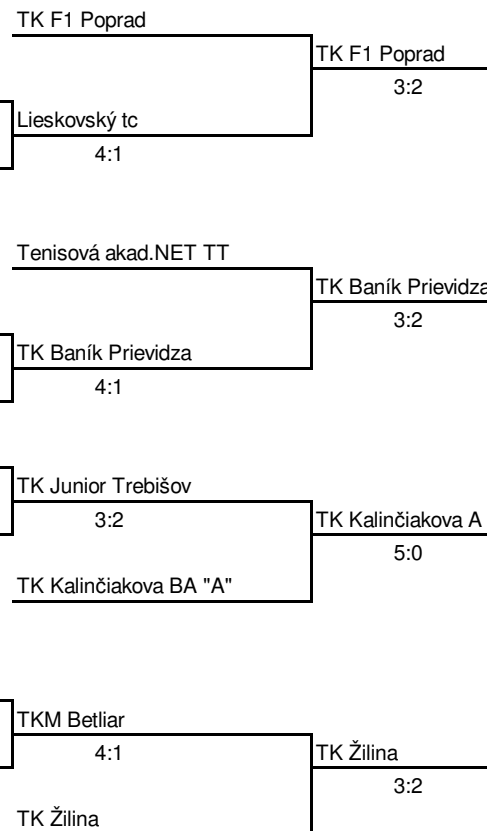 TK F1 Poprad
TK F1 Poprad
3:2
Lieskovský tc
4:1
Tenisová akad.NET TT
TK Baník Prievidza
3:2
TK Baník Prievidza
4:1
TK Junior Trebišov
3:2
TK Kalinčiakova A
5:0
TK Kalinčiakova BA "A"
TKM Betliar
4:1
TK Žilina
3:2
TK Žilina